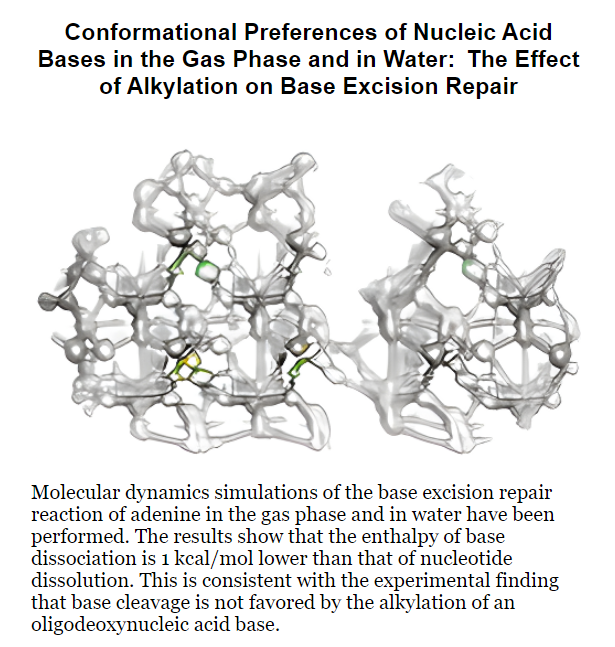 Conformational Preferences of Nucleic Acid
Bases in the Gas Phase and in Water:  The Effect
of Alkylation on Base Excision Repair
Molecular dynamics simulations of the base excision repair
reaction of adenine in the gas phase and in water have been
performed. The results show that the enthalpy of base
dissociation is 1 kcal/mol lower than that of nucleotide
dissolution. This is consistent with the experimental finding
that base cleavage is not favored by the alkylation of an
oligodeoxynucleic acid base.